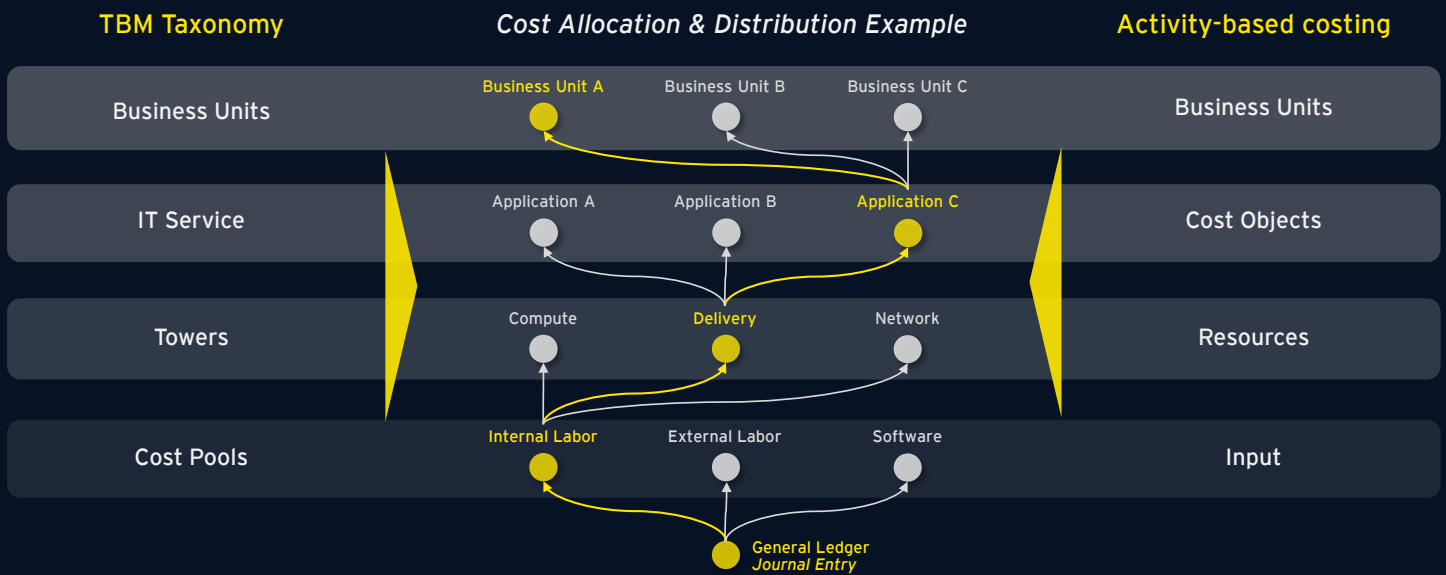 TBM Taxonomy
Cost Allocation & Distribution Example
Activity-based costing
Business Units
Business Unit A
Business Unit B
Business Unit C
Business Units
IT Service
Application A
Application B
Application C
Cost Objects
Towers
Compute
Delivery
Network
Resources
Cost Pools
Internal Labor
External Labor
Software
Input
General Ledger
Journal Entry